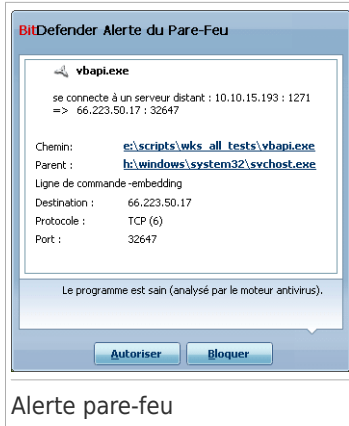 BitDefender Alerte du Pare-Feu
vbapi.exe
se connecte à un serveur distant : 10.10.15.193 : 1271
=> 66.223.50.17 : 32647
Chemin: e:\scripts\wks_all_tests\vbapi.exe
Parent : h:\windows\system32\svchost.exe
Ligne de commande -embedding
Destination : 66.223.50.17
Protocole : TCP (6)
Port : 32647
Le programme est sain (analysé par le moteur antivirus).
Autoriser Bloquer
Alerte pare-feu